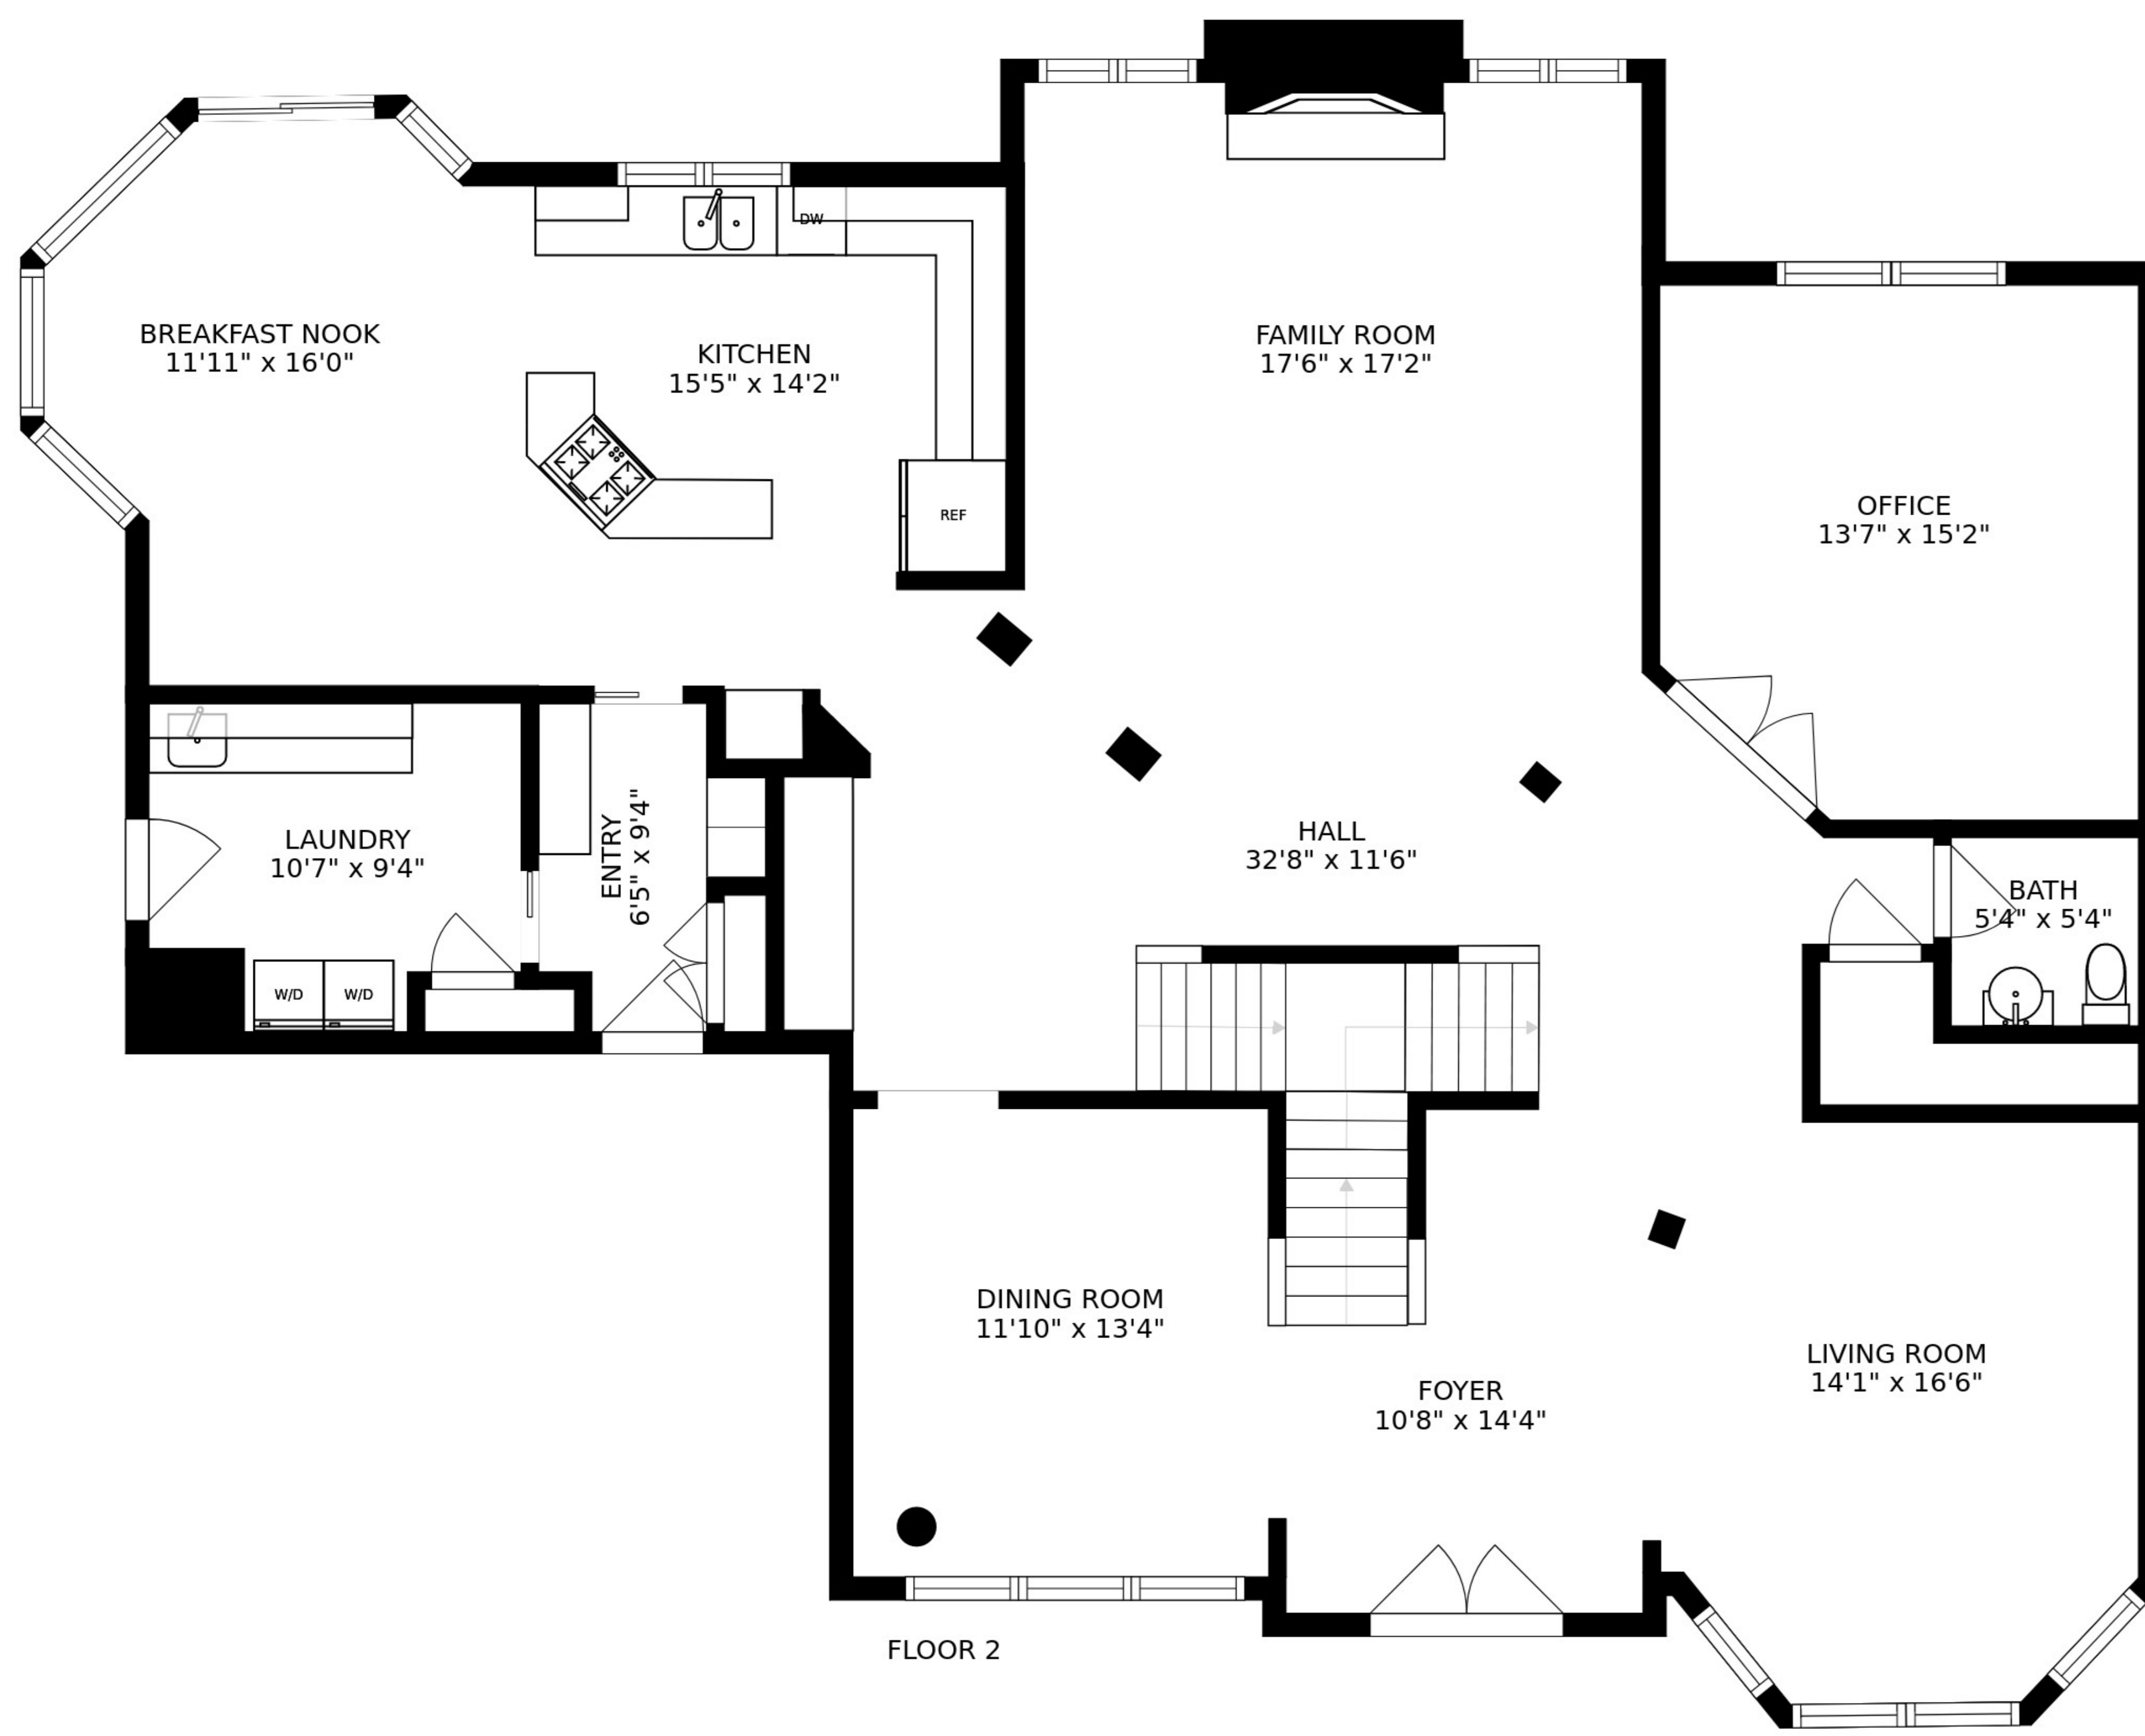 DW
BREAKFAST NOOK
11'11" x 16'0"
KITCHEN
15'5" x 14'2"
FAMILY ROOM
17'6" x 17'2"
REF
OFFICE
13'7" x 15'2"
LAUNDRY
10'7" x 9'4"
ENTRY
6'5" x 9'4"
HALL
32'8" x 11'6"
BATH
5'4" x 5'4"
W/D
W/D
DINING ROOM
11'10" x 13'4"
FOYER
10'8" x 14'4"
LIVING ROOM
14'1" x 16'6"
FLOOR 2